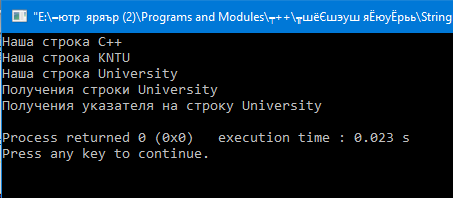 "E:\━ютр яряър (2)\Programs and Modules\╤++\╥шёЄшэуш яЁюуЁрьь\String
Наша строка C++
Наша строка KNTU
Наша строка University
Получения строки University
Получения указателя на строку University
Process returned 0 (0x0)   execution time : 0.023 s
Press any key to continue.